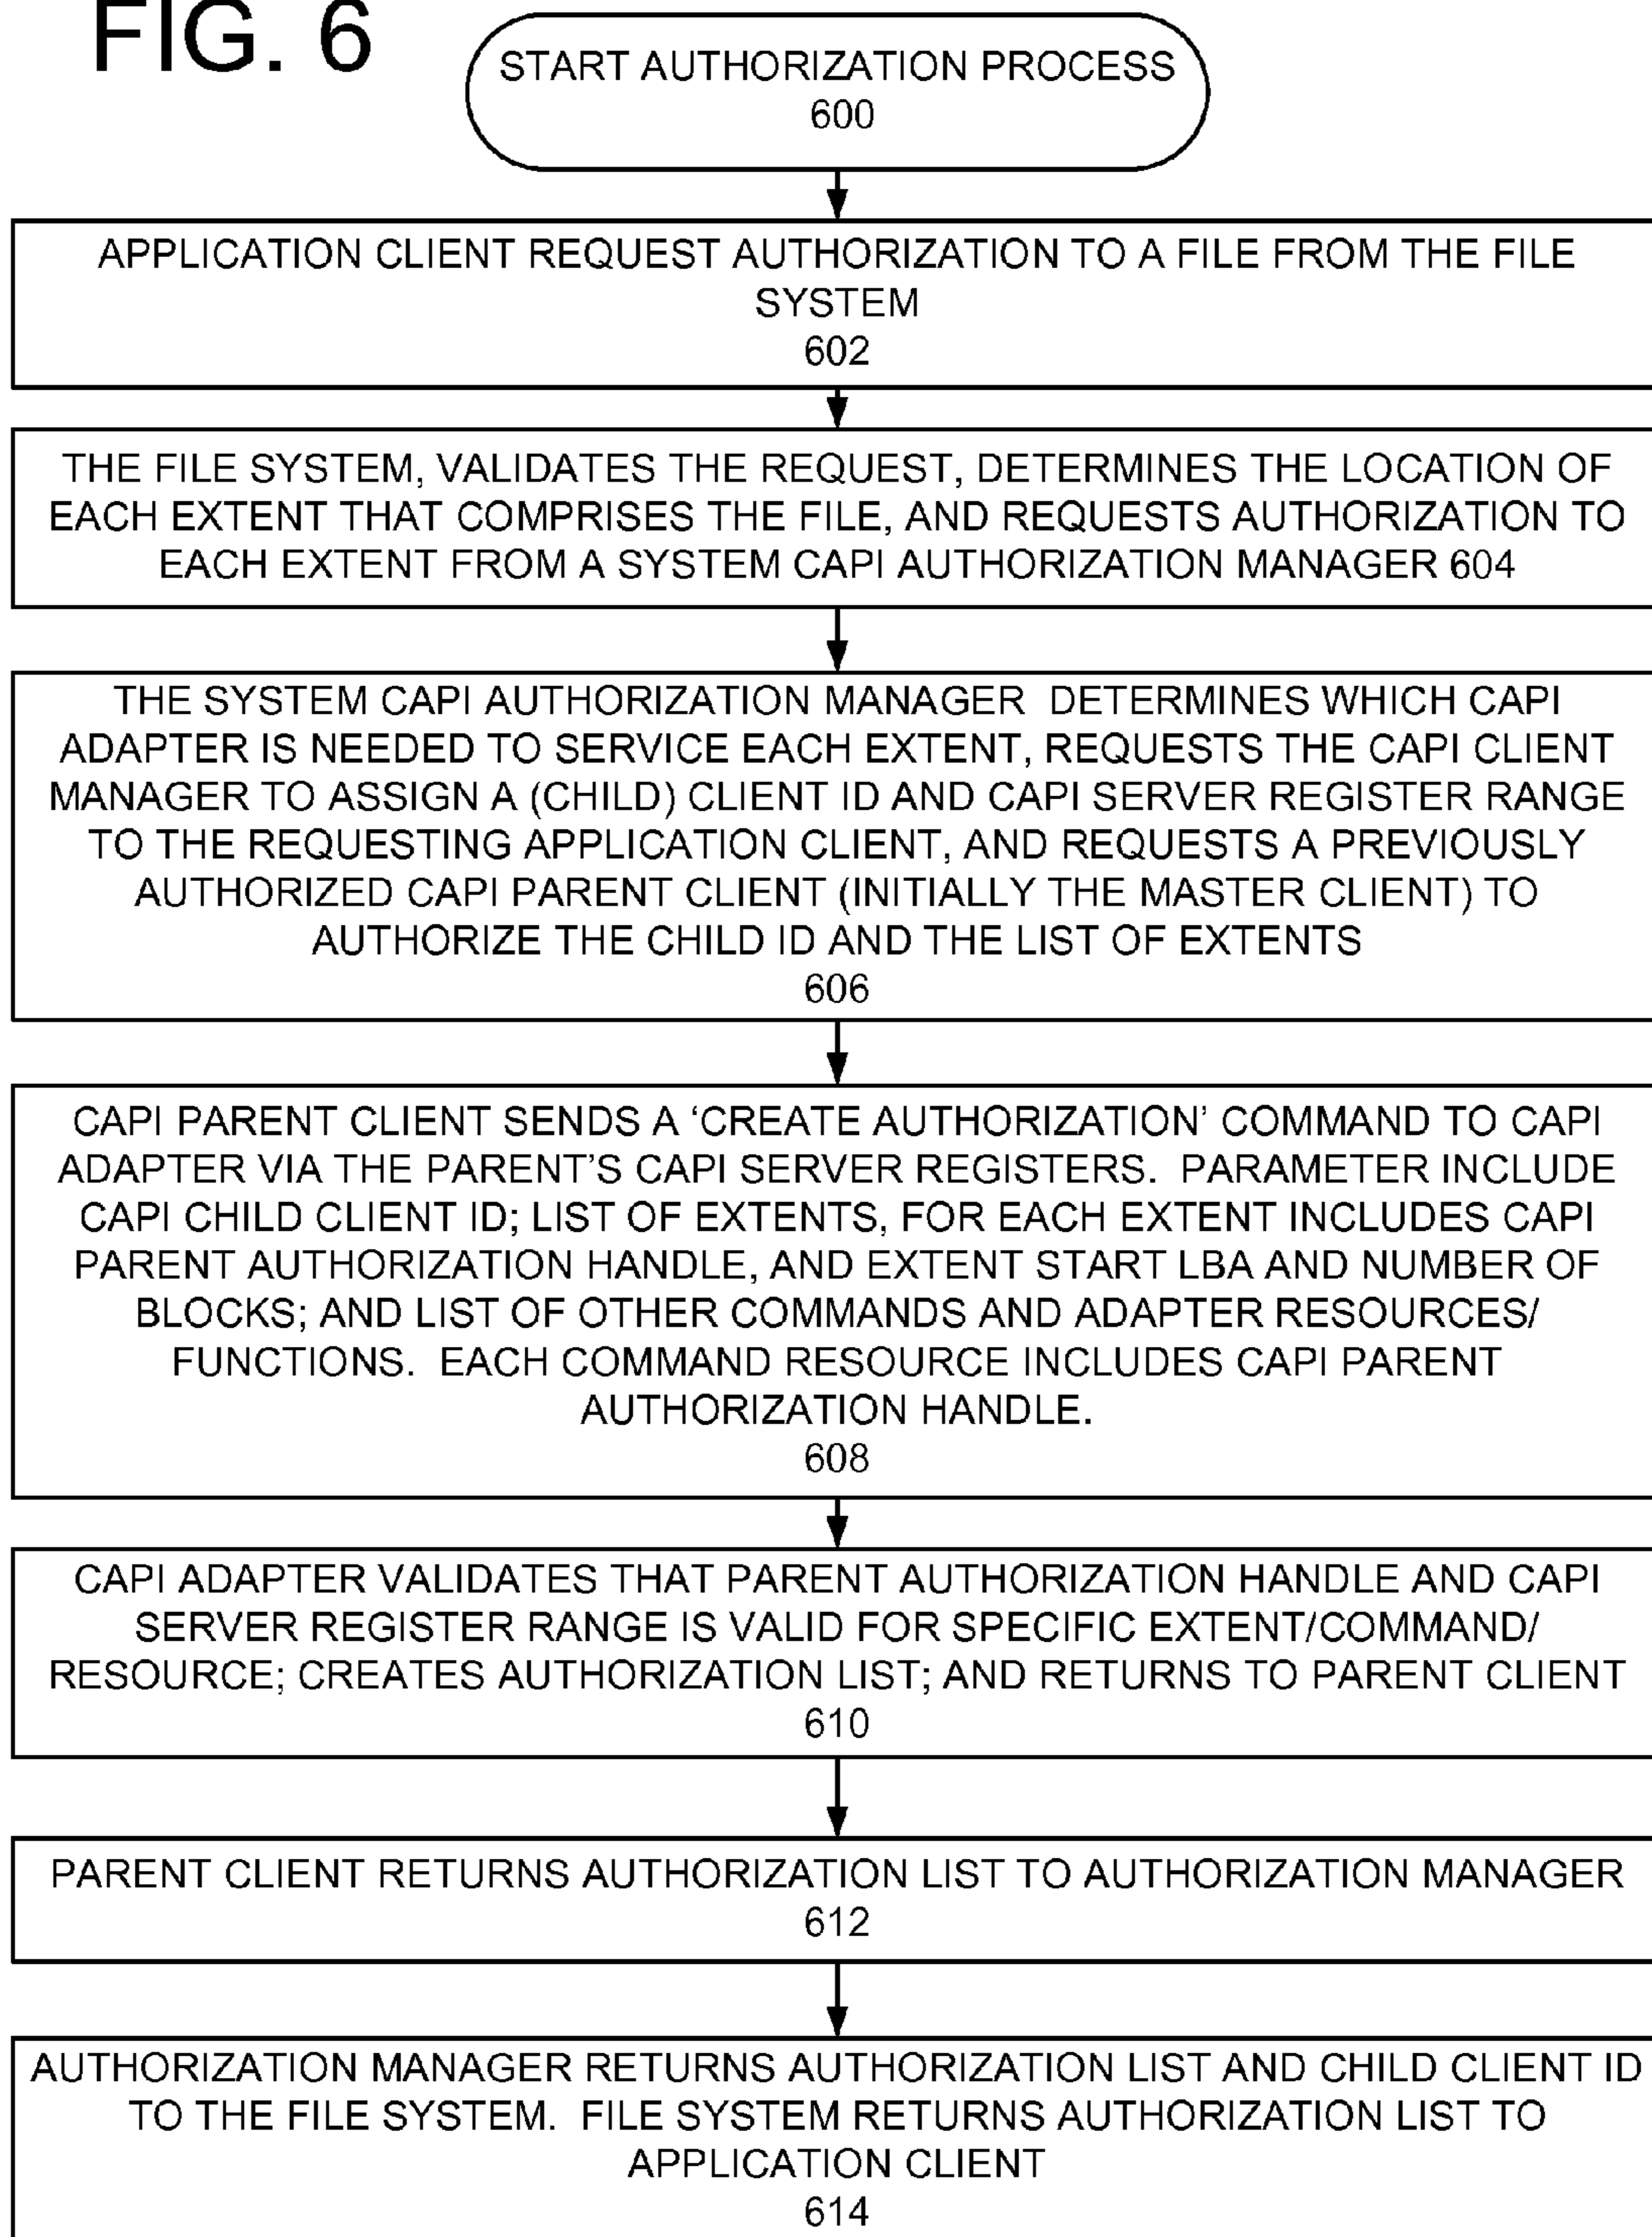 FIG. 6
START AUTHORIZATION PROCESS
600
APPLICATION CLIENT REQUEST AUTHORIZATION TO A FILE FROM THE FILE
SYSTEM
602
THE FILE SYSTEM, VALIDATES THE REQUEST, DETERMINES THE LOCATION OF
EACH EXTENT THAT COMPRISES THE FILE, AND REQUESTS AUTHORIZATION TO
EACH EXTENT FROM A SYSTEM CAPI AUTHORIZATION MANAGER 604
THE SYSTEM CAPI AUTHORIZATION MANAGER DETERMINES WHICH CAPI
ADAPTER IS NEEDED TO SERVICE EACH EXTENT, REQUESTS THE CAPI CLIENT
MANAGER TO ASSIGN A (CHILD) CLIENT ID AND CAPI SERVER REGISTER RANGE
TO THE REQUESTING APPLICATION CLIENT, AND REQUESTS A PREVIOUSLY
AUTHORIZED CAPI PARENT CLIENT (INITIALLY THE MASTER CLIENT) TO
AUTHORIZE THE CHILD ID AND THE LIST OF EXTENTS
606
CAPI PARENT CLIENT SENDS A ‘CREATE AUTHORIZATION’ COMMAND TO CAPI
ADAPTER VIA THE PARENT’S CAPI SERVER REGISTERS. PARAMETER INCLUDE
CAPI CHILD CLIENT ID; LIST OF EXTENTS, FOR EACH EXTENT INCLUDES CAPI
PARENT AUTHORIZATION HANDLE, AND EXTENT START LBA AND NUMBER OF
BLOCKS; AND LIST OF OTHER COMMANDS AND ADAPTER RESOURCES/
FUNCTIONS. EACH COMMAND RESOURCE INCLUDES CAPI PARENT
AUTHORIZATION HANDLE.
608
CAPI ADAPTER VALIDATES THAT PARENT AUTHORIZATION HANDLE AND CAPI
SERVER REGISTER RANGE IS VALID FOR SPECIFIC EXTENT/COMMAND/
RESOURCE; CREATES AUTHORIZATION LIST; AND RETURNS TO PARENT CLIENT
610
PARENT CLIENT RETURNS AUTHORIZATION LIST TO AUTHORIZATION MANAGER
612
AUTHORIZATION MANAGER RETURNS AUTHORIZATION LIST AND CHILD CLIENT ID
TO THE FILE SYSTEM. FILE SYSTEM RETURNS AUTHORIZATION LIST TO
APPLICATION CLIENT
614